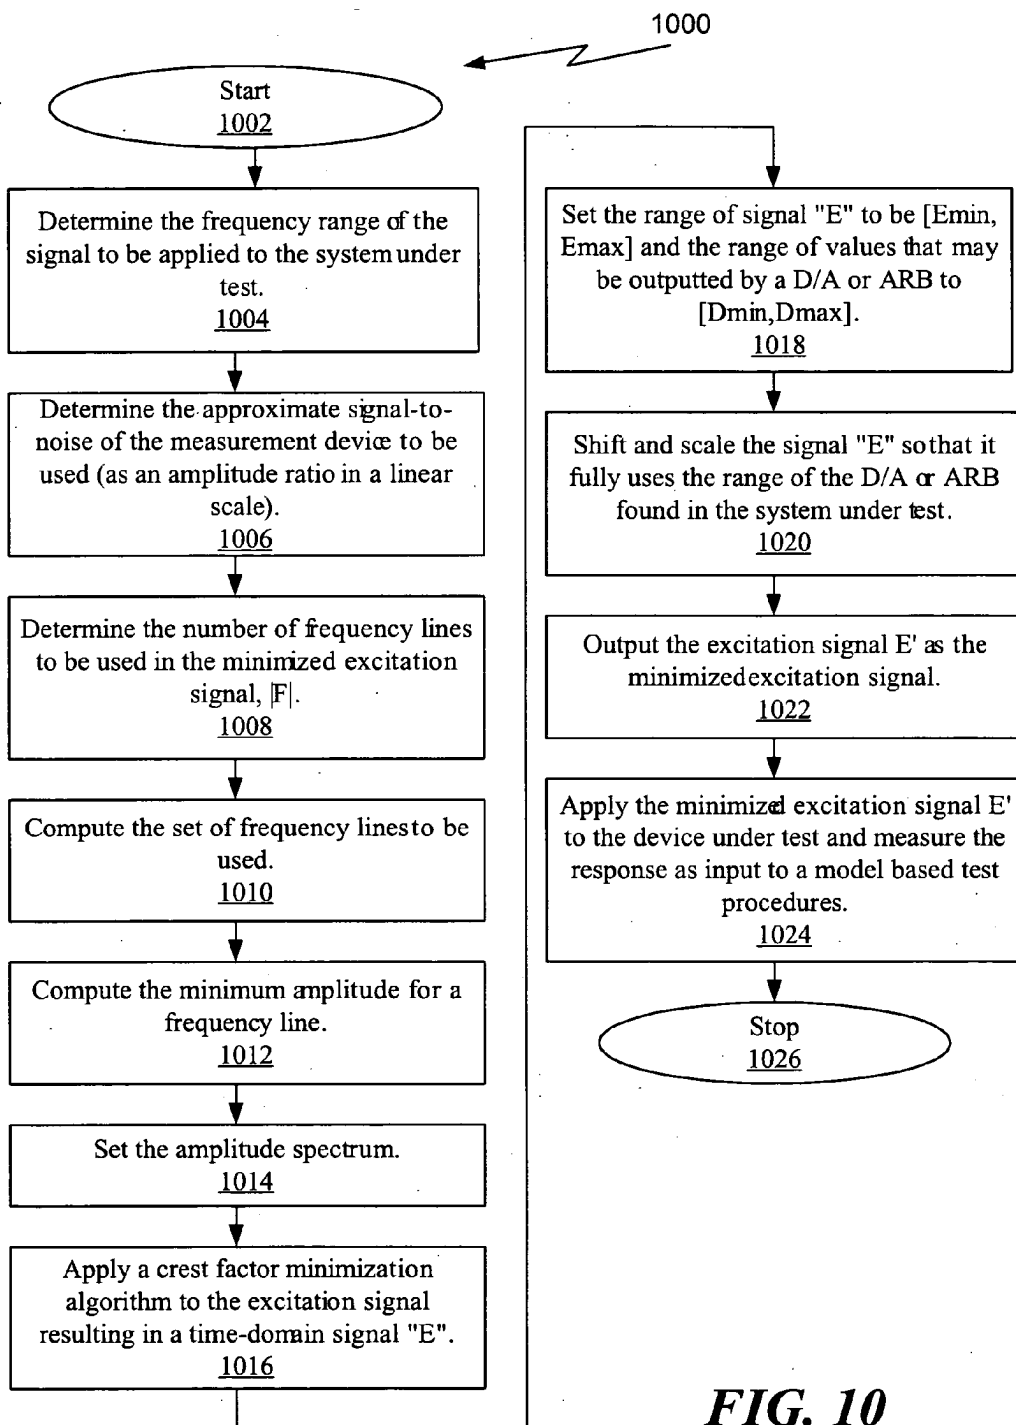 1000
Start
1002
Determine the frequency range of the
signal to be applied to the system under
test.
1004
Determine the approximate signal-to-
noise of the measurement device to be
used (as an amplitude ratio in a linear
scale).
1006
Determine the number of frequency lines
to be used in the minimized excitation
signal, |F|.
1008
Compute the set of frequency lines to be
used.
1010
Compute the minimum amplitude for a
frequency line.
1012
Set the amplitude spectrum.
1014
Apply a crest factor minimization
algorithm to the excitation signal
resulting in a time-domain signal "E".
1016
Set the range of signal "E" to be [Emin,
Emax] and the range of values that may
be outputted by a D/A or ARB to
[Dmin,Dmax].
1018
Shift and scale the signal "E" so that it
fully uses the range of the D/A or ARB
found in the system under test.
1020
Output the excitation signal E' as the
minimized excitation signal.
1022
Apply the minimized excitation signal E'
to the device under test and measure the
response as input to a model based test
procedures.
1024
Stop
1026
FIG. 10